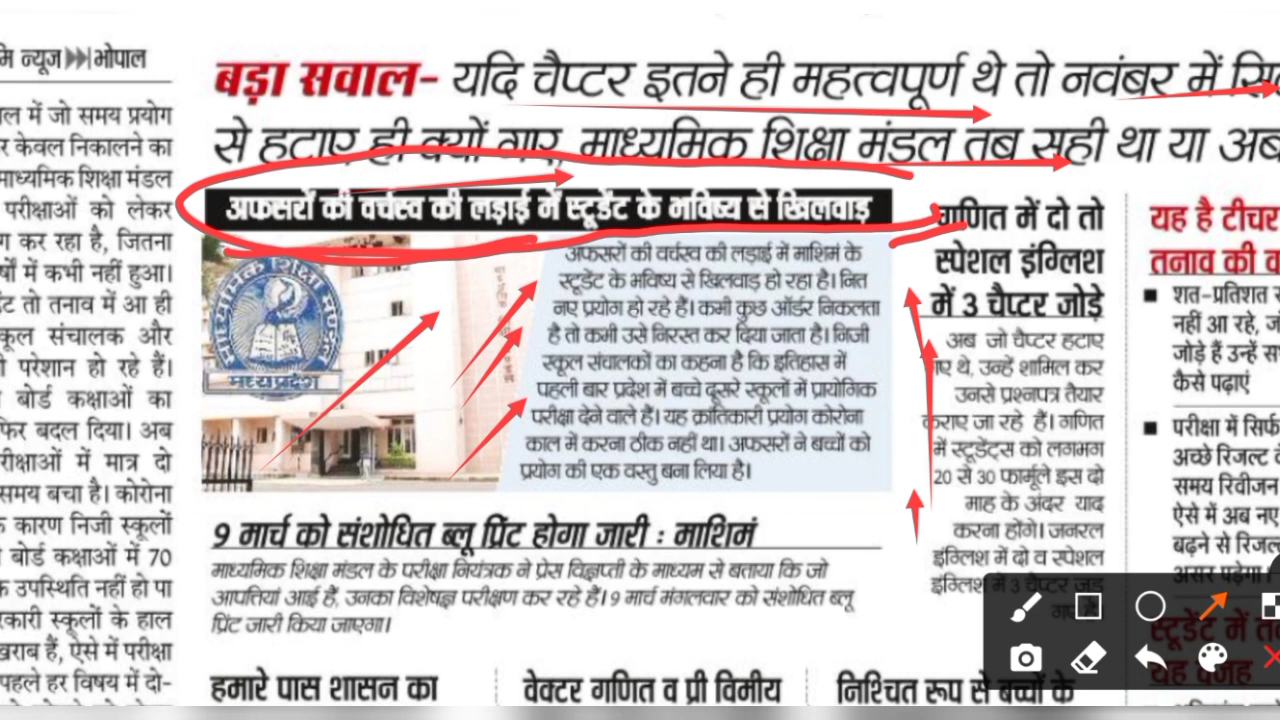 न्यूज भोपाल
बड़ा सवाल- यदि चैप्टर इतने ही महत्वपूर्ण थे तो नवंबर में
से हटाए ही क्यों गए, माध्यमिक शिक्षा मंडल तब सही था या अब
ल में जो समय प्रयोग
र केवल निकालने का
माध्यमिक शिक्षा मंडल
परीक्षाओं को लेकर
ग कर रहा है, जितना
र्षों में कभी नहीं हुआ।
ट तो तनाव में आ ही
कूल संचालक और
परेशान हो रहे हैं।
बोर्ड कक्षाओं का
फिर बदल दिया। अब
रीक्षाओं में मात्र दो
समय बचा है। कोरोना
के कारण निजी स्कूलों
बोर्ड कक्षाओं में 70
उपस्थिति नहीं हो पा
रकारी स्कूलों के हाल
खराब हैं, ऐसे में परीक्षा
पहले हर विषय में दो-
अफसरों की वर्चस्व की लड़ाई में स्टूडेंट के भविष्य से खिलवाड़
माध्यमिक शिक्षा मण्डल
मध्यप्रदेश
अफसरों की वर्चस्व की लड़ाई में माशिमं के
स्टूडेंट के भविष्य से खिलवाड़ हो रहा है। नित
नए प्रयोग हो रहे हैं। कभी कुछ ऑर्डर निकलता
है तो कभी उसे निरस्त कर दिया जाता है। निजी
स्कूल संचालकों का कहना है कि इतिहास में
पहली बार प्रदेश में बच्चे दूसरे स्कूलों में प्रायोगिक
परीक्षा देने वाले हैं। यह क्रांतिकारी प्रयोग कोरोना
काल में करना ठीक नहीं था। अफसरों ने बच्चों को
प्रयोग की एक वस्तु बना लिया है।
9 मार्च को संशोधित ब्लू प्रिंट होगा जारी : माशिमं
माध्यमिक शिक्षा मंडल के परीक्षा नियंत्रक ने प्रेस विज्ञप्ती के माध्यम से बताया कि जो
आपत्तियां आई हैं, उनका विशेषज्ञ परीक्षण कर रहे हैं। 9 मार्च मंगलवार को संशोधित ब्लू
प्रिंट जारी किया जाएगा।
हमारे पास शासन का
वेक्टर गणित व प्री विमीय
निश्चित रूप से बच्चों के
गणित में दो तो
स्पेशल इंग्लिश
में 3 चैप्टर जोड़े
अब जो चैप्टर हटाए
गए थे, उन्हें शामिल कर
उनसे प्रश्नपत्र तैयार
कराए जा रहे हैं। गणित
में स्टूडेंट्स को लगभग
20 से 30 फार्मूले इस दो
माह के अंदर याद
करना होंगे। जनरल
इंग्लिश में दो व स्पेशल
इंग्लिश में 3 चैप्टर जुड़
गए हैं।
यह है टीचर
तनाव की
■ शत-प्रतिशत
नहीं आ रहे,
जोड़े हैं उन्हें
कैसे पढ़ाएं
■ परीक्षा में सिर्फ
अच्छे रिजल्ट
समय रिवीजन
ऐसे में अब नए
बढ़ने से रिजल्ट
असर पड़ेगा।
स्टूडेंट में
यह वजह